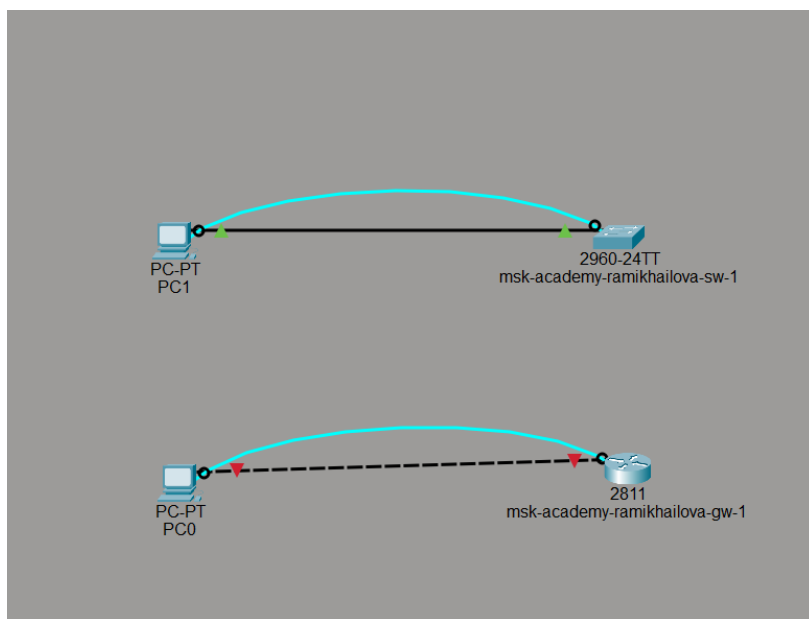 PC-PT
PC1
2960-24TT
msk-academy-ramikhailova-sw-1
PC-PT
PC0
2811
msk-academy-ramikhailova-gw-1